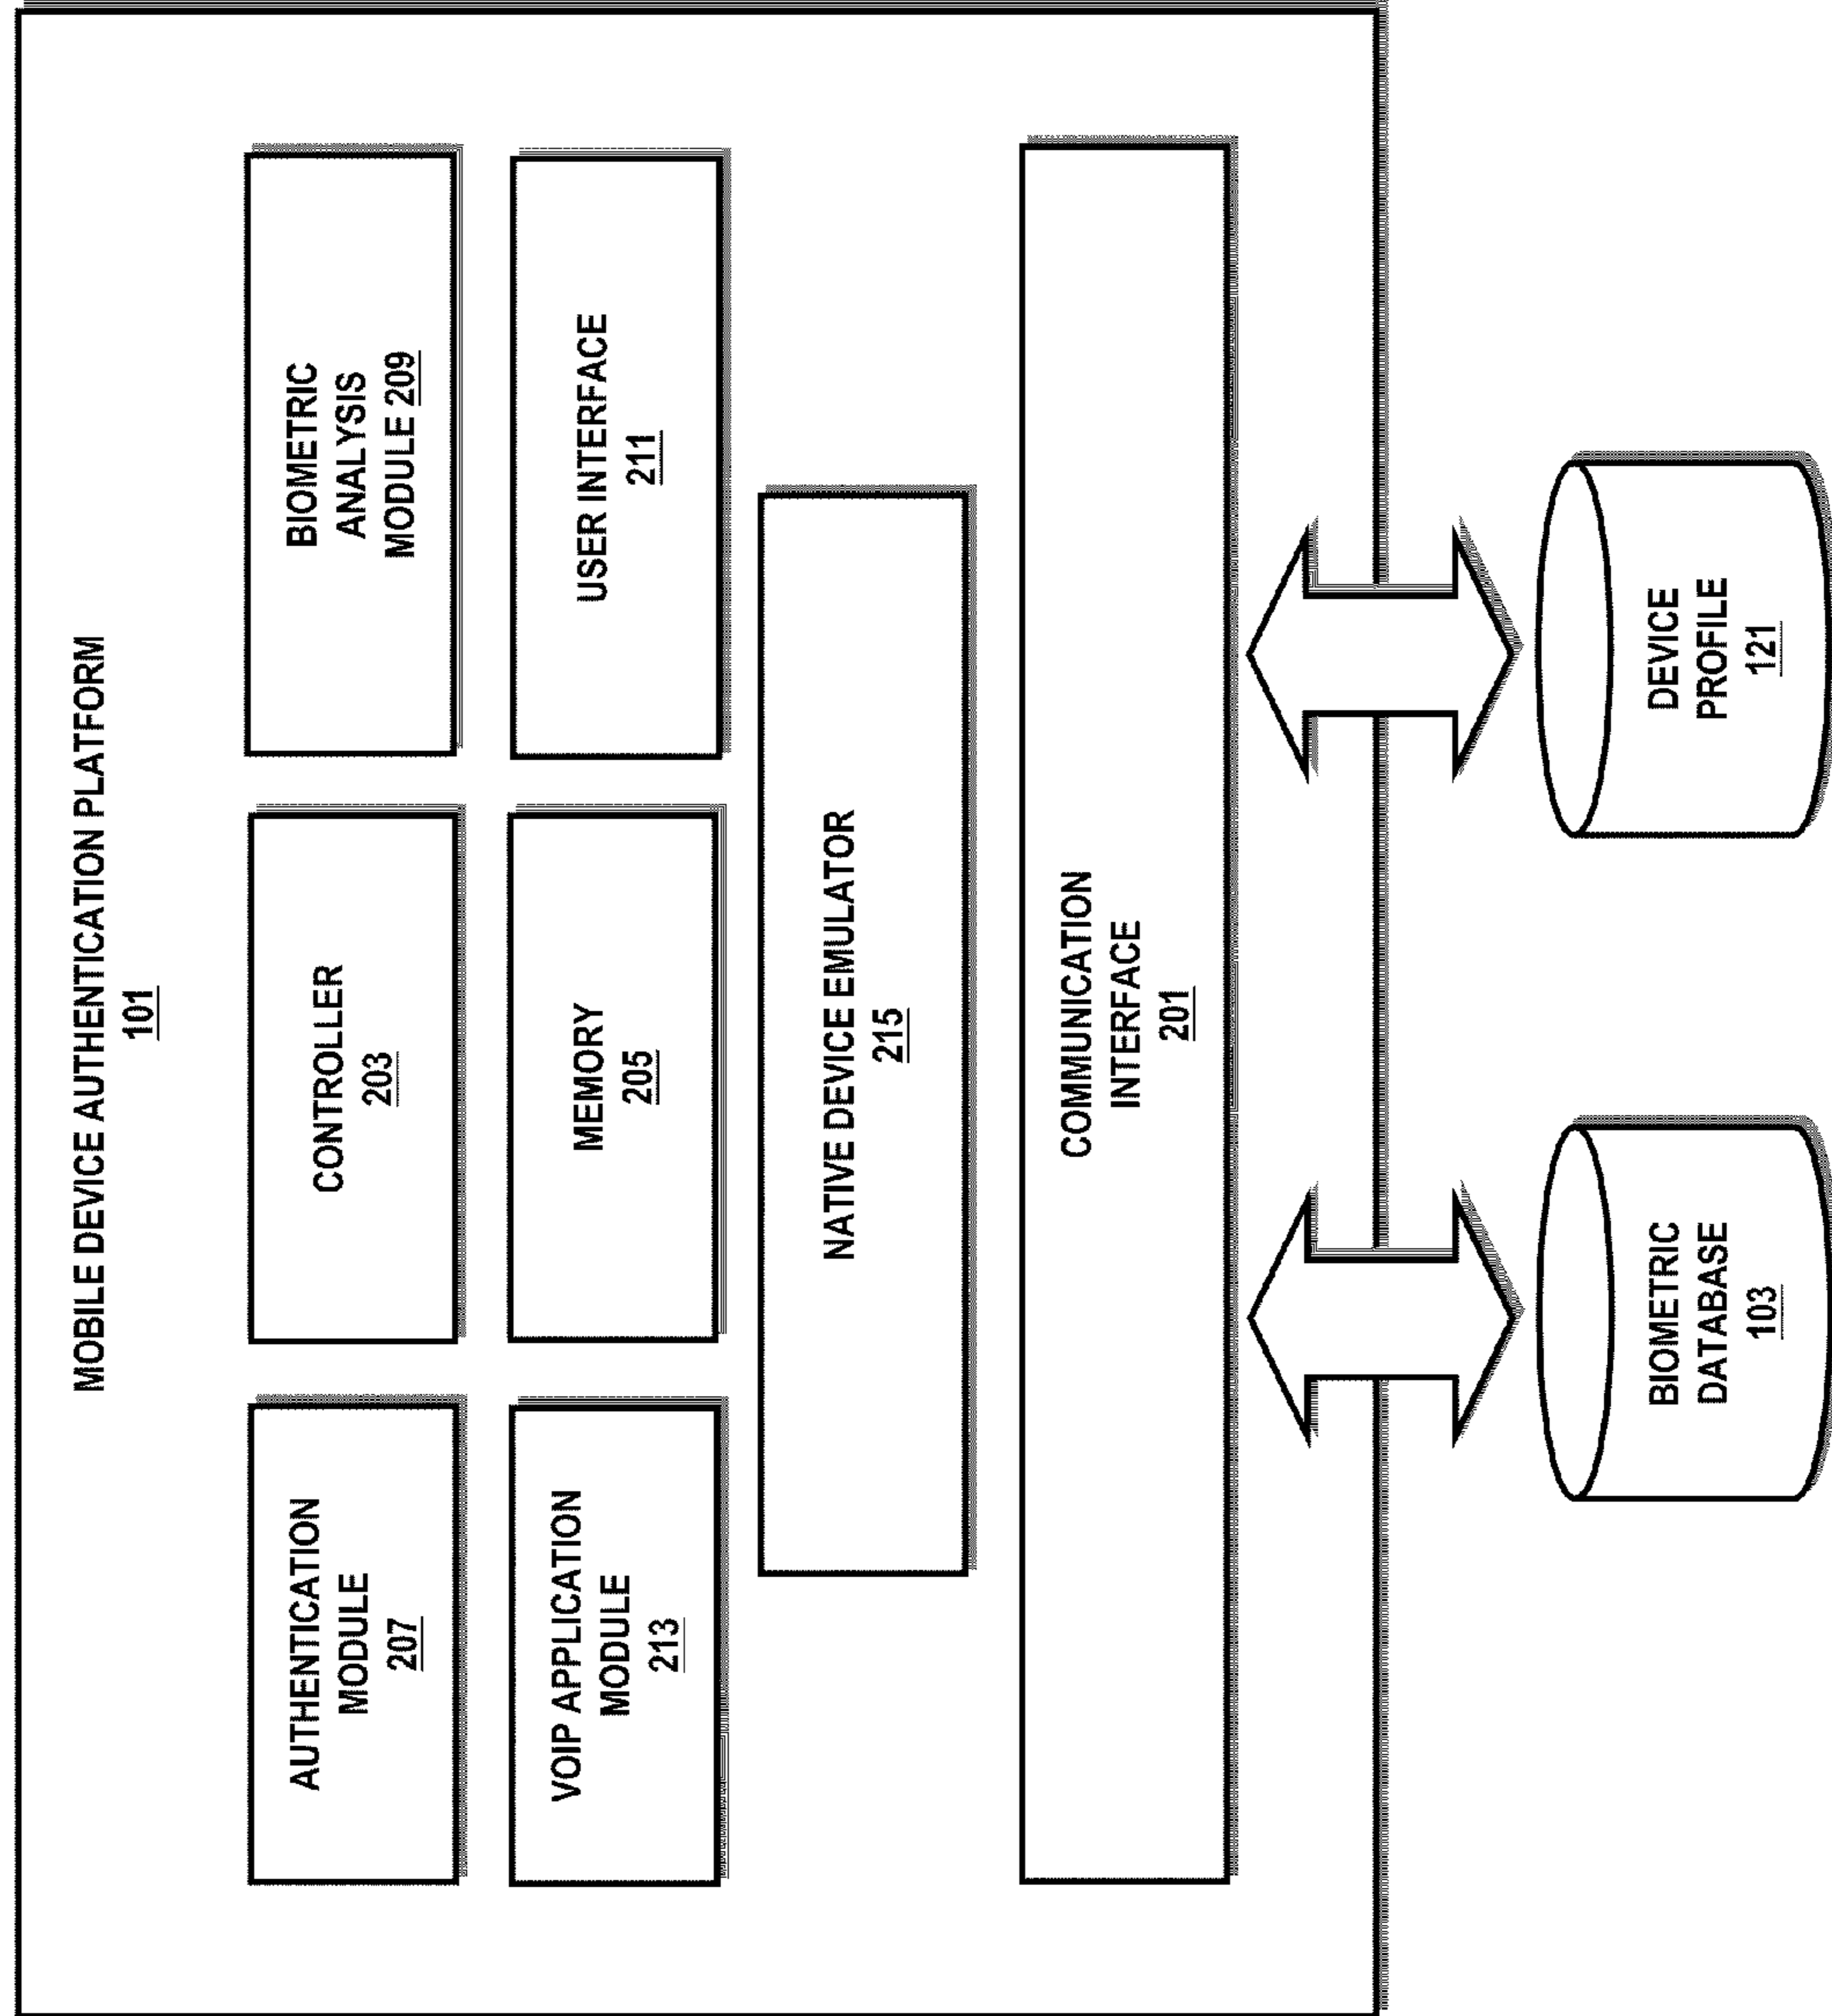 MOBILE DEVICE AUTHENTICATION PLATFORM
101
AUTHENTICATION
MODULE
207
CONTROLLER
203
BIOMETRIC
ANALYSIS
MODULE 209
VOIP APPLICATION
MODULE
213
MEMORY
205
USER INTERFACE
211
NATIVE DEVICE EMULATOR
215
COMMUNICATION
INTERFACE
201
BIOMETRIC
DATABASE
103
DEVICE
PROFILE
121